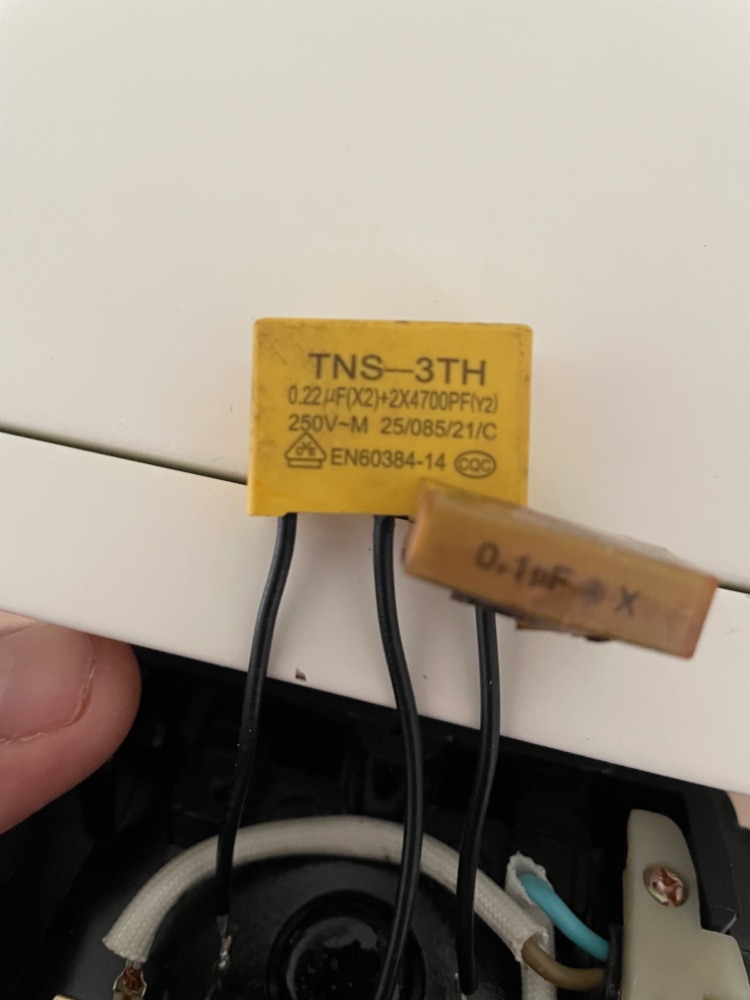 TNS—3TH
0.22μF(X2)+2X4700PF(Y2)
250V~M 25/085/21/C
EN60384-14 CQC
0.1μF X